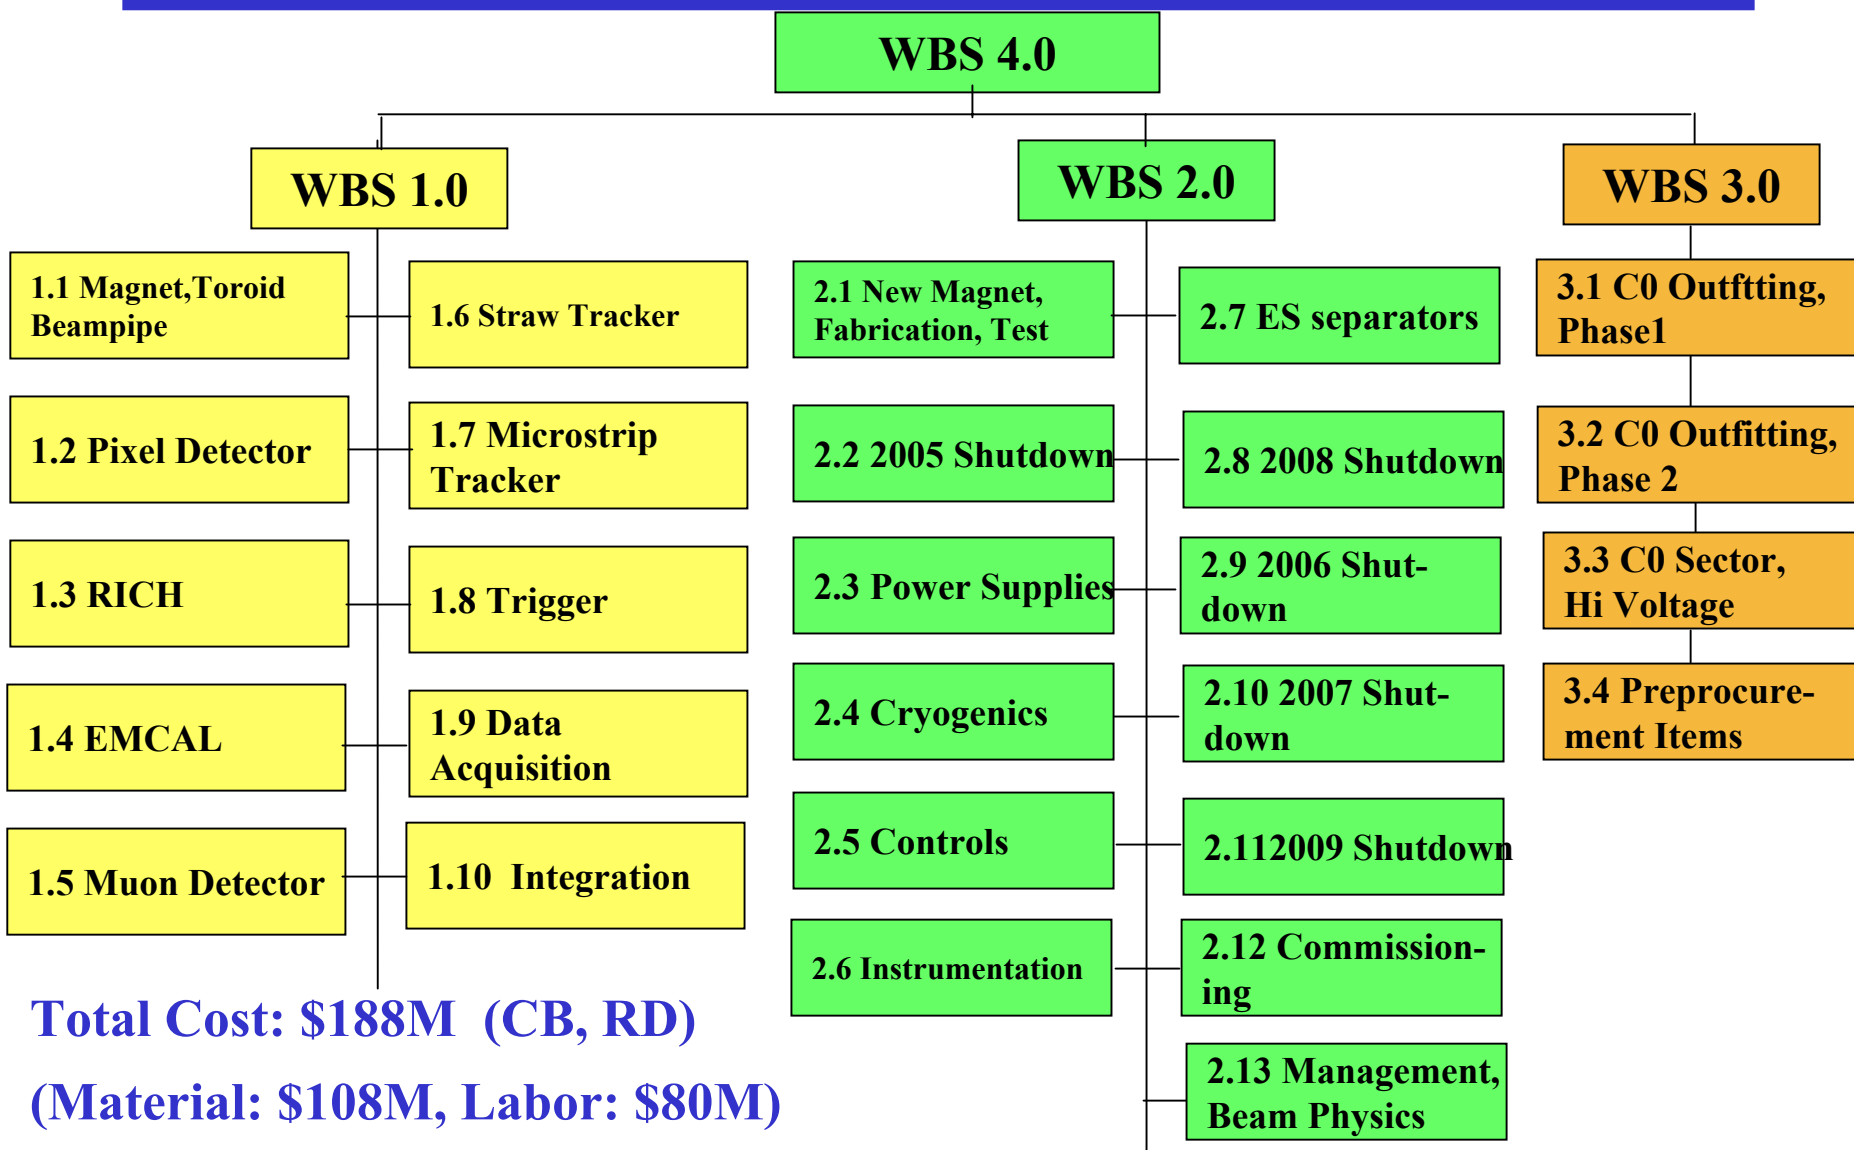 WBS 4.0
WBS 1.0
WBS 2.0
WBS 3.0
1.1 Magnet,Toroid
Beampipe
1.2 Pixel Detector
1.3 RICH
1.4 EMCAL
1.5 Muon Detector
1.6 Straw Tracker
1.7 Microstrip
Tracker
1.8 Trigger
1.9 Data
Acquisition
1.10 Integration
2.1 New Magnet,
Fabrication, Test
2.2 2005 Shutdown
2.3 Power Supplies
2.4 Cryogenics
2.5 Controls
2.6 Instrumentation
2.7 ES separators
2.8 2008 Shutdown
2.9 2006 Shut-
down
2.10 2007 Shut-
down
2.112009 Shutdown
2.12 Commission-
ing
2.13 Management,
Beam Physics
3.1 C0 Outftting,
Phase1
3.2 C0 Outfitting,
Phase 2
3.3 C0 Sector,
Hi Voltage
3.4 Preprocure-
ment Items
Total Cost: $188M (CB, RD)
(Material: $108M, Labor: $80M)